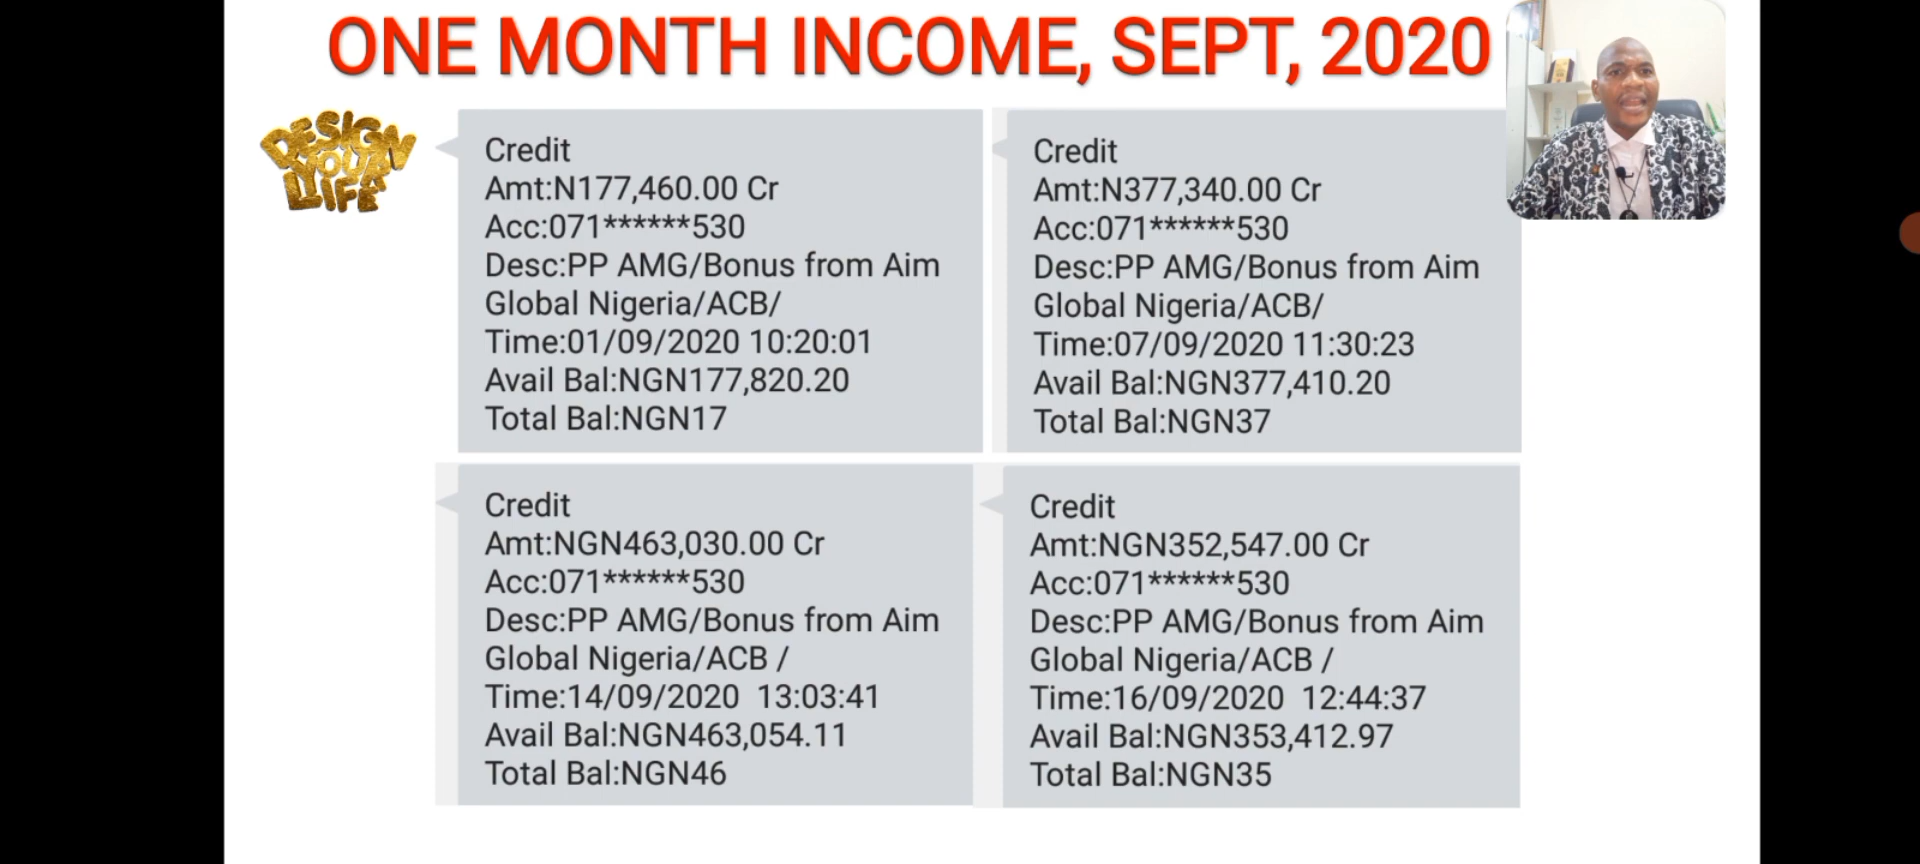 ONE MONTH INCOME, SEPT, 2020
DESIGN
YOUR
LIFE
Credit
Amt:N177,460.00 Cr
Acc:071******530
Desc:PP AMG/Bonus from Aim
Global Nigeria/ACB/
Time:01/09/2020 10:20:01
Avail Bal:NGN177,820.20
Total Bal:NGN17
Credit
Amt:N377,340.00 Cr
Acc:071******530
Desc:PP AMG/Bonus from Aim
Global Nigeria/ACB/
Time:07/09/2020 11:30:23
Avail Bal:NGN377,410.20
Total Bal:NGN37
Credit
Amt:NGN463,030.00 Cr
Acc:071******530
Desc:PP AMG/Bonus from Aim
Global Nigeria/ACB /
Time:14/09/2020  13:03:41
Avail Bal:NGN463,054.11
Total Bal:NGN46
Credit
Amt:NGN352,547.00 Cr
Acc:071******530
Desc:PP AMG/Bonus from Aim
Global Nigeria/ACB /
Time:16/09/2020  12:44:37
Avail Bal:NGN353,412.97
Total Bal:NGN35